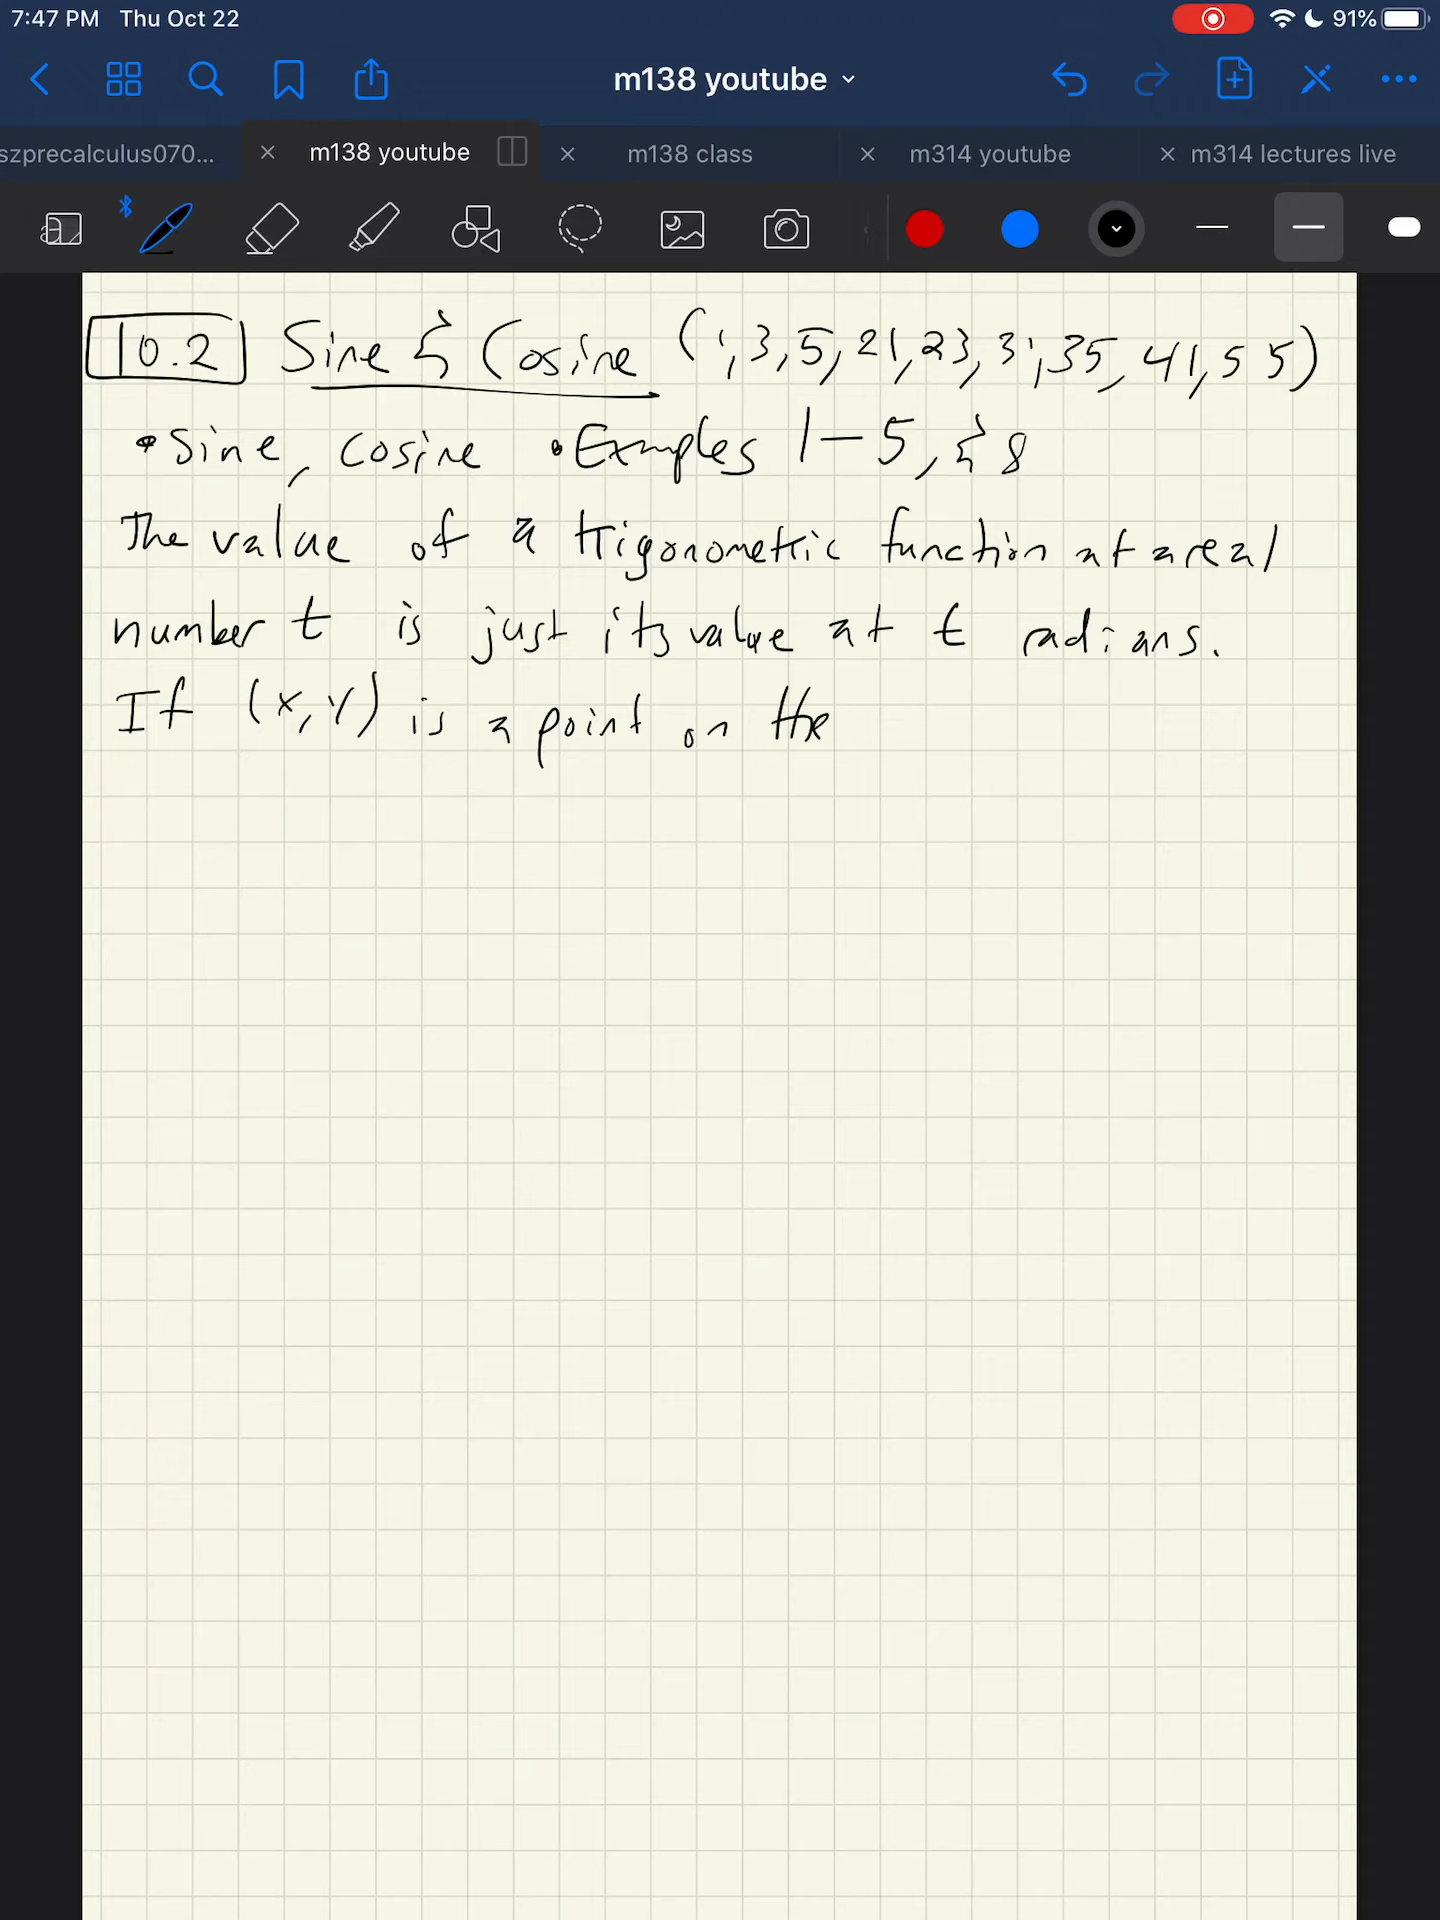 7:47 PM Thu Oct 22 91%
m138 youtube
szprecalculus070... m138 youtube m138 class m314 youtube m314 lectures live
10.2 Sine & Cosine (1,3,5,21,23,31,35,41,55)
• Sine, Cosine • Examples 1-5, & 8
The value of a trigonometric function at a real
number t is just its value at t radians.
If (x,y) is a point on the